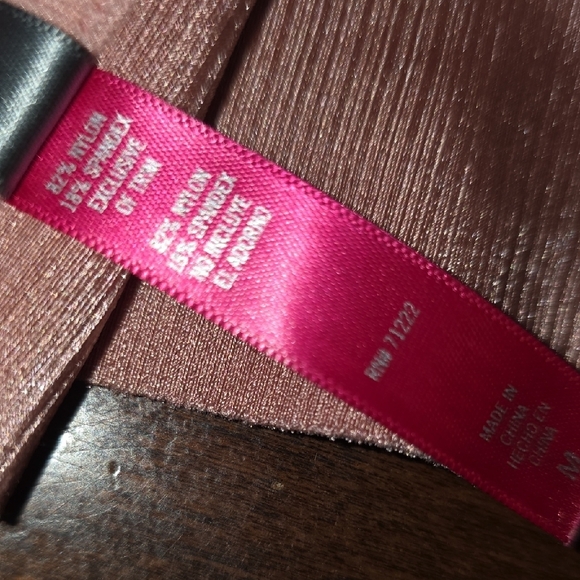 82% NYLON
18% SPANDEX
EXCLUSIVE
OF TRIM
82% NYLON
18% SPANDEX
NO INCLUYE
EL ADORNO
RN# 71222
MADE IN
CHINA
HECHO EN
CHINA
M